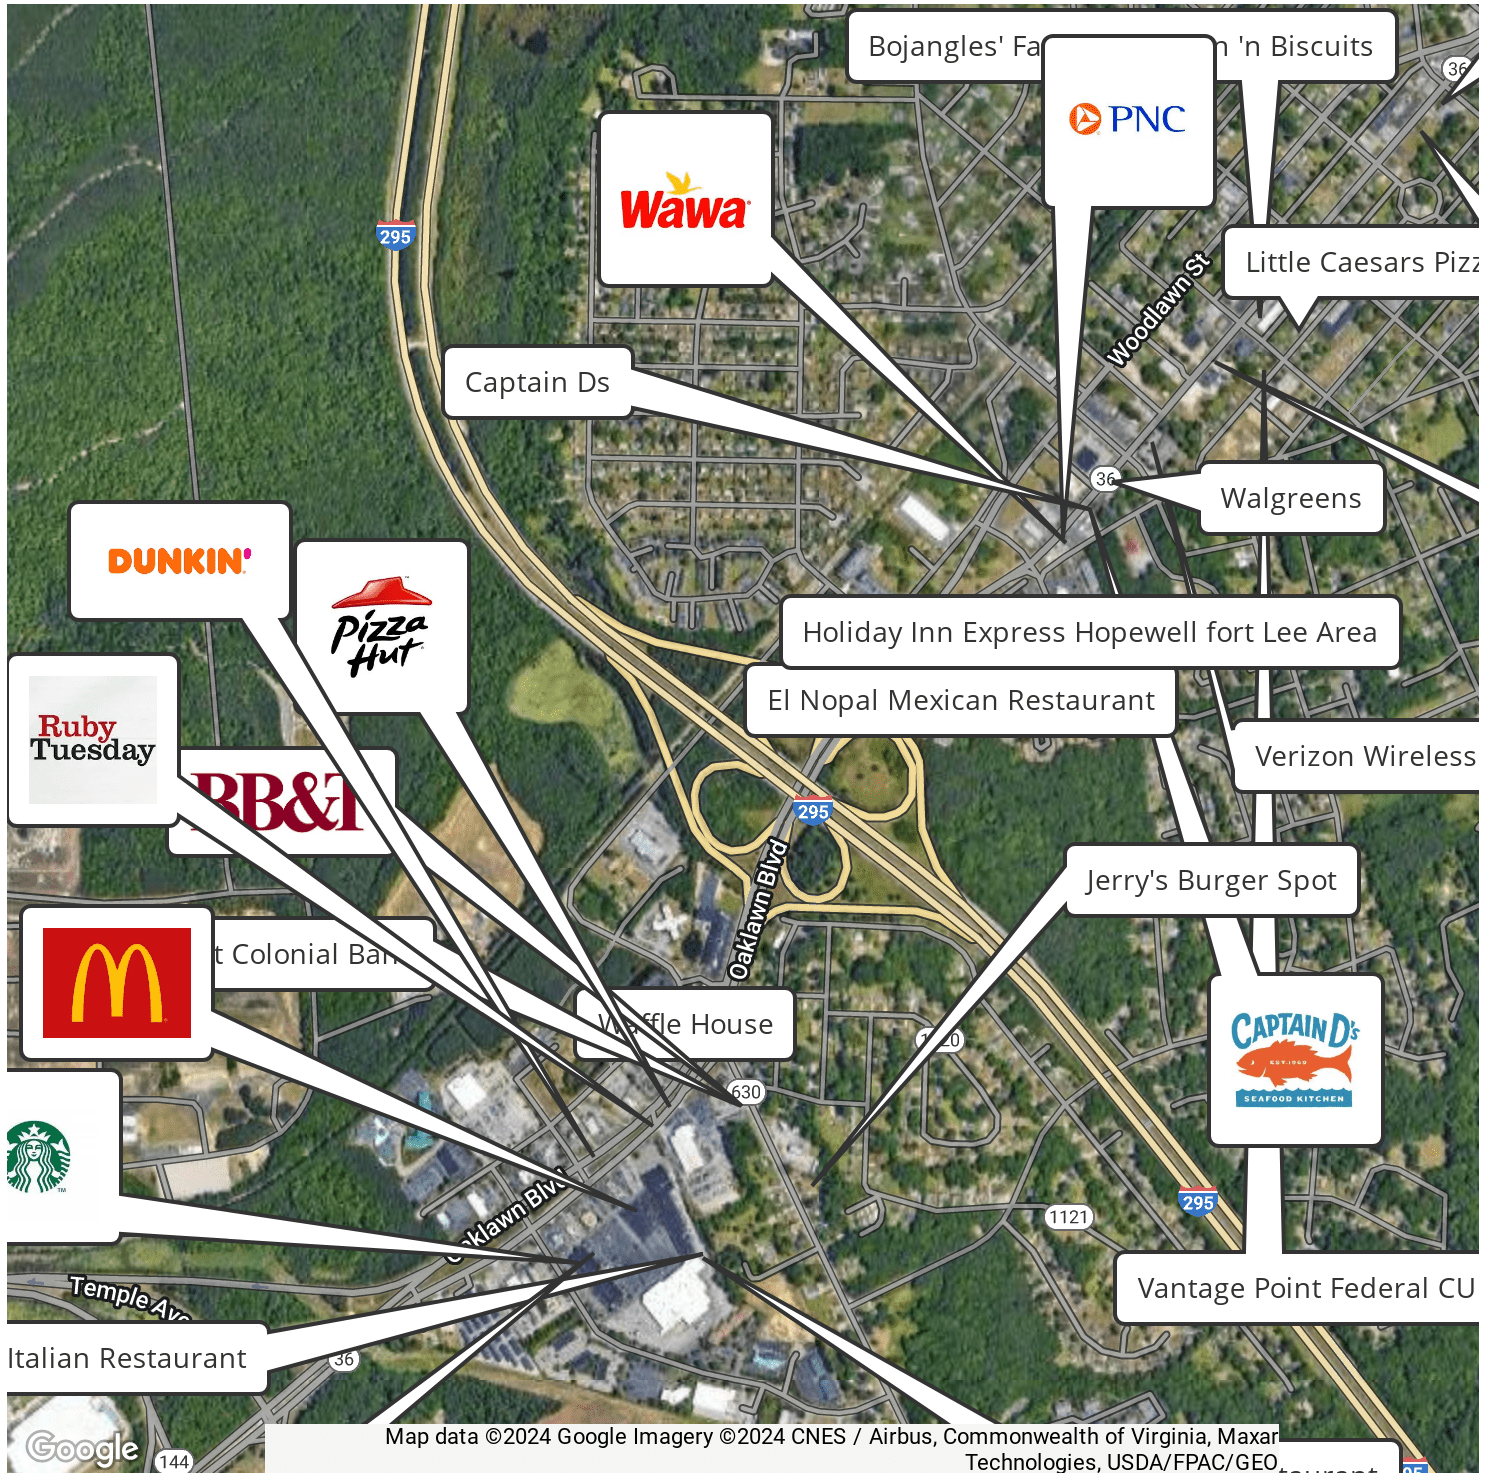 Bojangles' Fa
n 'n Biscuits
36
PNC
Wawa
295
Little Caesars Pizz
Woodlawn St
Captain Ds
36
Walgreens
DUNKIN'
Pizza
Hut
Holiday Inn Express Hopewell fort Lee Area
El Nopal Mexican Restaurant
Ruby
Tuesday
BB&T
Verizon Wireless
295
Oaklawn Blvd
Jerry's Burger Spot
t Colonial Ban
Waffle House
CAPTAIN D's
EST. 1969
SEAFOOD KITCHEN
630
Oaklawn Blvd
295
1121
Temple Ave
Vantage Point Federal CU
Italian Restaurant
36
Google
144
Map data ©2024 Google Imagery ©2024 CNES / Airbus, Commonwealth of Virginia, Maxar
Technologies, USDA/FPAC/GEO